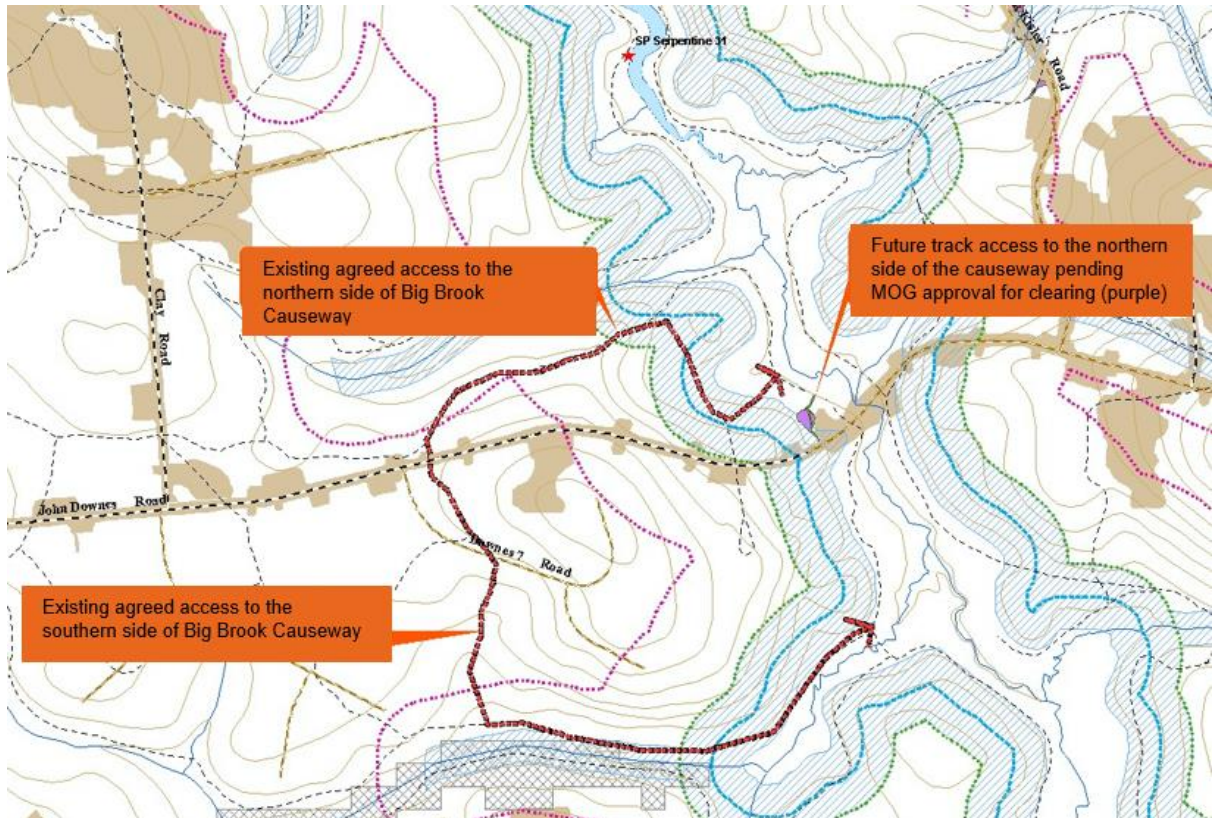 SP Serpentine 31
Kisler Road
Existing agreed access to the
northern side of Big Brook
Causeway
Future track access to the northern
side of the causeway pending
MOG approval for clearing (purple)
Clay Road
John Downes Road
Downes 7 Road
Existing agreed access to the
southern side of Big Brook Causeway